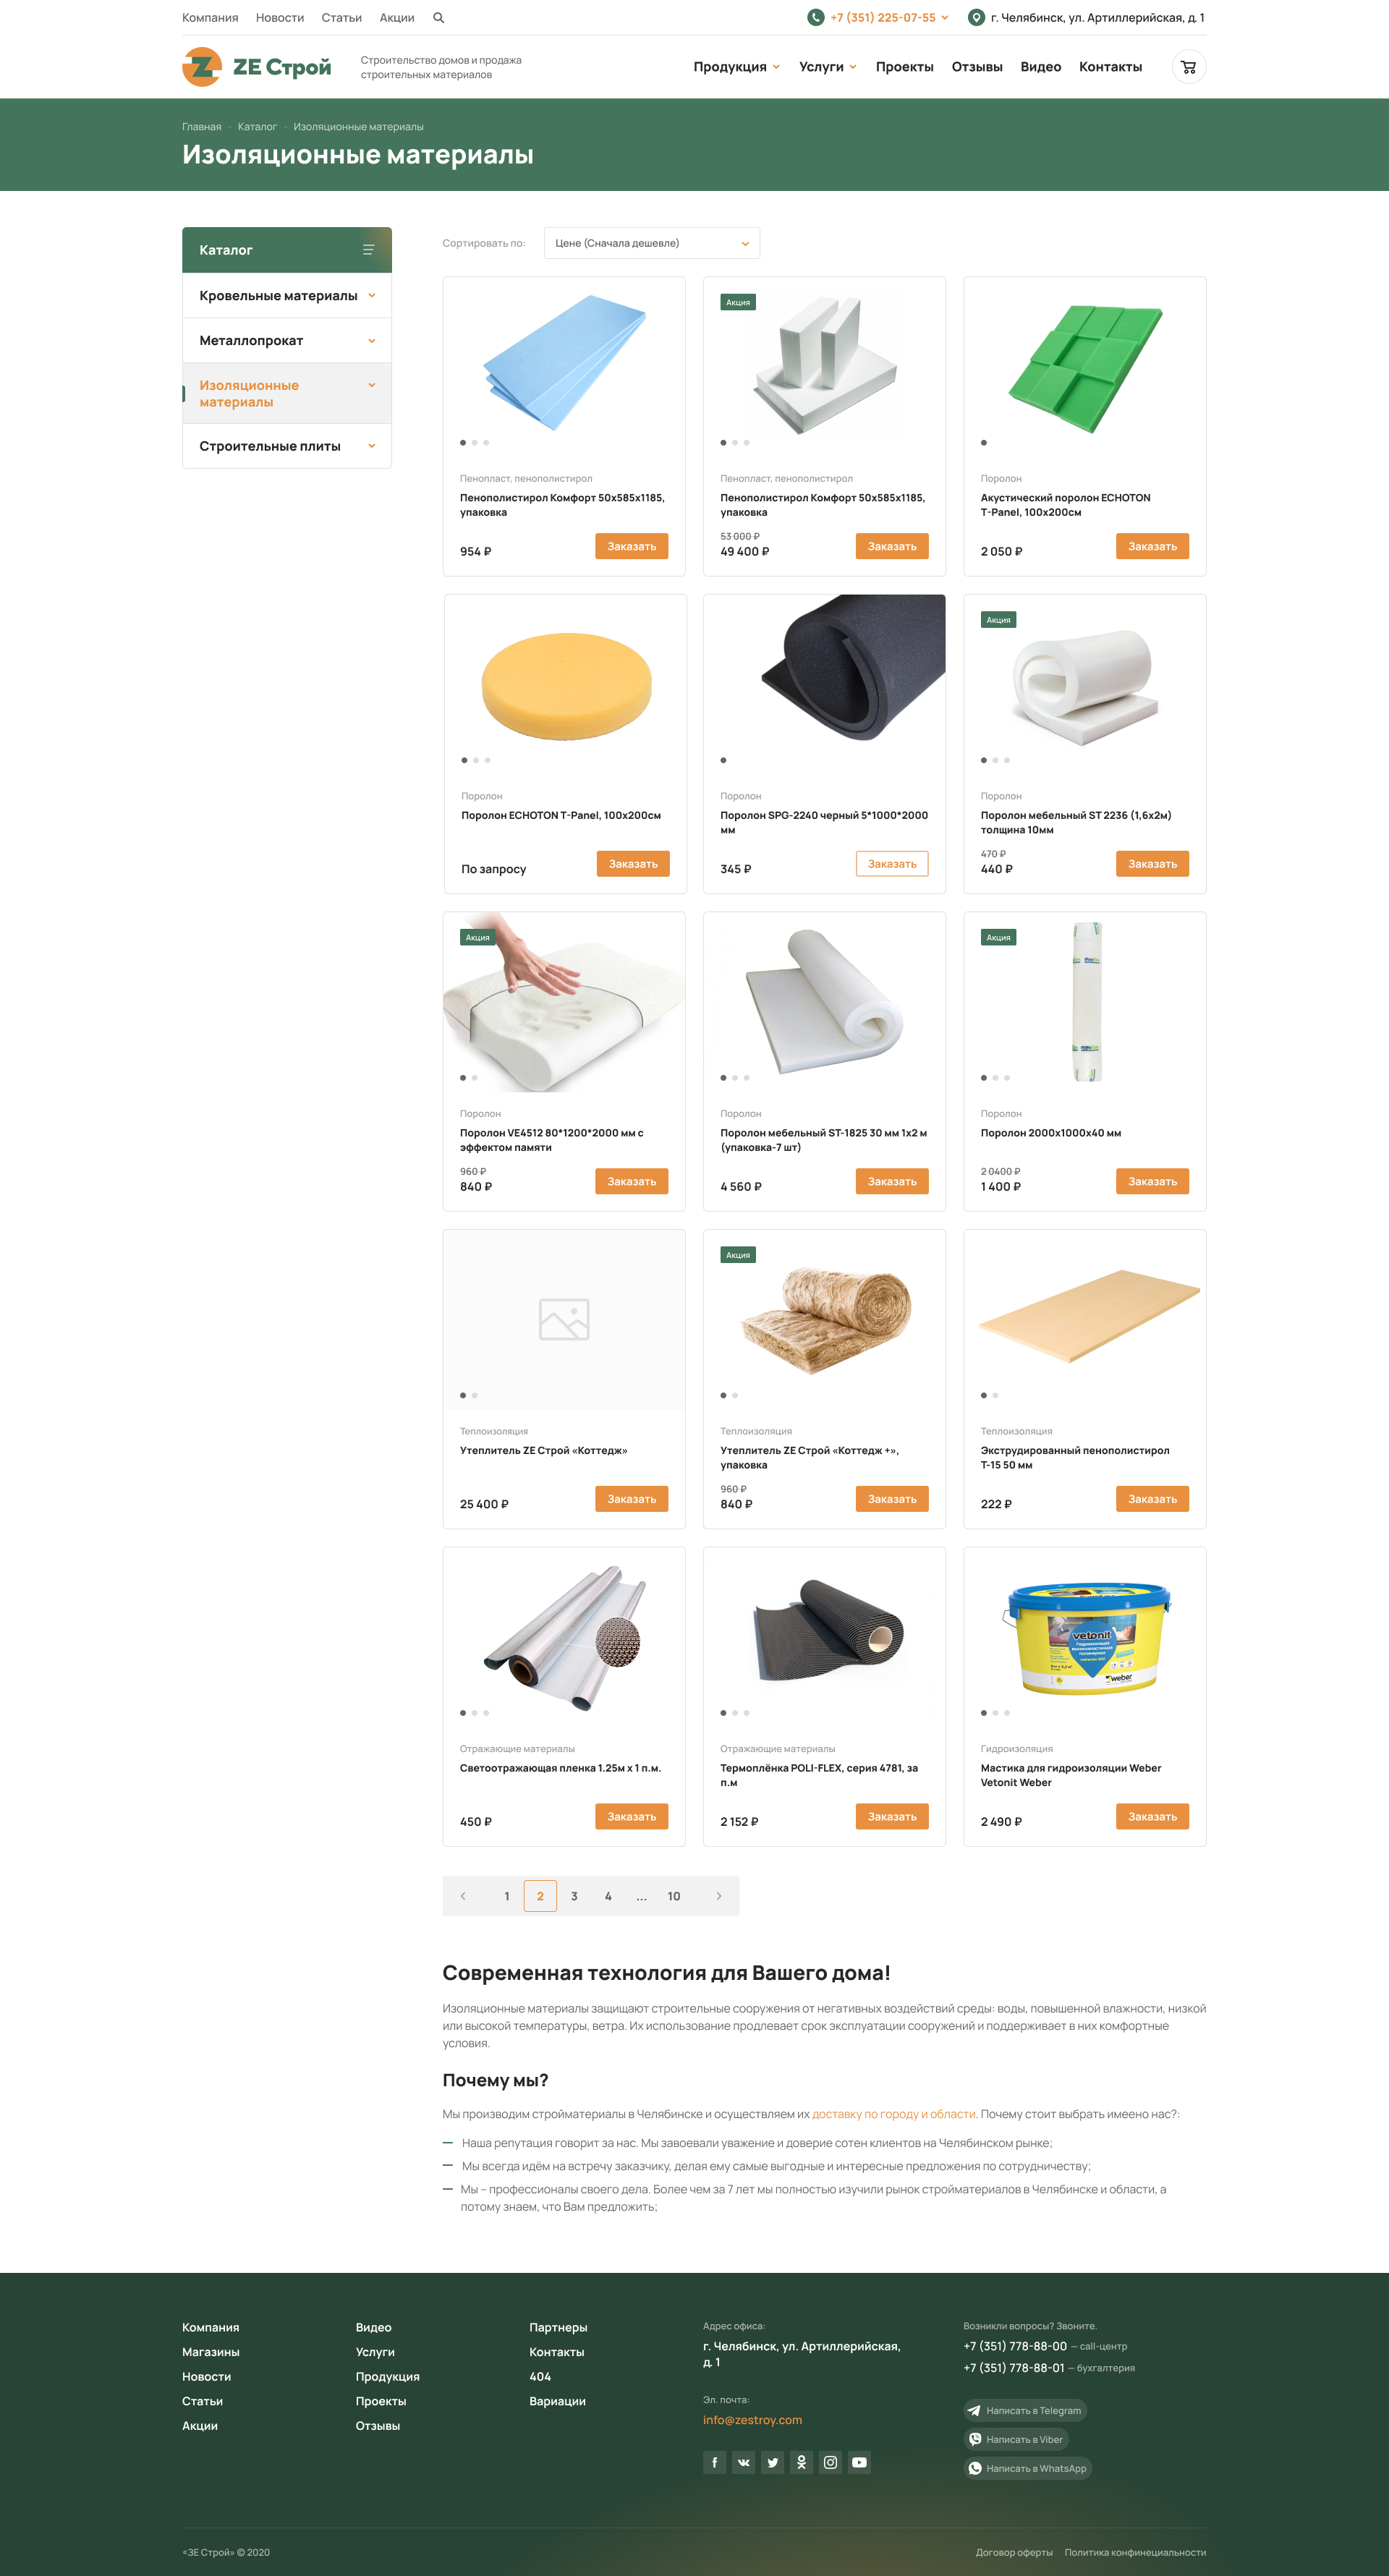 Компания Новости Статьи Акции
+7 (351) 225-07-55 г. Челябинск, ул. Артиллерийская, д. 1
ZE Строй
Строительство домов и продажа
строительных материалов
Продукция Услуги Проекты Отзывы Видео Контакты
Главная - Каталог - Изоляционные материалы
Изоляционные материалы
Каталог
Кровельные материалы
Металлопрокат
Изоляционные
материалы
Строительные плиты
Сортировать по: Цене (Сначала дешевле)
Пенопласт, пенополистирол
Пенополистирол Комфорт 50х585х1185,
упаковка
954 ₽
Заказать
Акция
Пенопласт, пенополистирол
Пенополистирол Комфорт 50х585х1185,
упаковка
53 000 ₽
49 400 ₽
Заказать
Поролон
Акустический поролон ECHOTON
T-Panel, 100х200см
2 050 ₽
Заказать
Поролон
Поролон ECHOTON T-Panel, 100х200см
По запросу
Заказать
Поролон
Поролон SPG-2240 черный 5*1000*2000
мм
345 ₽
Заказать
Акция
Поролон
Поролон мебельный ST 2236 (1,6х2м)
толщина 10мм
470 ₽
440 ₽
Заказать
Акция
Поролон
Поролон VE4512 80*1200*2000 мм с
эффектом памяти
960 ₽
840 ₽
Заказать
Поролон
Поролон мебельный ST-1825 30 мм 1х2 м
(упаковка-7 шт)
4 560 ₽
Заказать
Акция
Поролон
Поролон 2000х1000х40 мм
2 0400 ₽
1 400 ₽
Заказать
Теплоизоляция
Утеплитель ZE Строй «Коттедж»
25 400 ₽
Заказать
Акция
Теплоизоляция
Утеплитель ZE Строй «Коттедж +»,
упаковка
960 ₽
840 ₽
Заказать
Теплоизоляция
Экструдированный пенополистирол
Т-15 50 мм
222 ₽
Заказать
Отражающие материалы
Светоотражающая пленка 1.25м х 1 п.м.
450 ₽
Заказать
Отражающие материалы
Термоплёнка POLI-FLEX, серия 4781, за
п.м
2 152 ₽
Заказать
vetonit
weber
Гидроизоляция
Мастика для гидроизоляции Weber
Vetonit Weber
2 490 ₽
Заказать
1 2 3 4 ... 10
Современная технология для Вашего дома!
Изоляционные материалы защищают строительные сооружения от негативных воздействий среды: воды, повышенной влажности, низкой
или высокой температуры, ветра. Их использование продлевает срок эксплуатации сооружений и поддерживает в них комфортные
условия.
Почему мы?
Мы производим стройматериалы в Челябинске и осуществляем их доставку по городу и области. Почему стоит выбрать имеено нас?:
Наша репутация говорит за нас. Мы завоевали уважение и доверие сотен клиентов на Челябинском рынке;
Мы всегда идём на встречу заказчику, делая ему самые выгодные и интересные предложения по сотрудничеству;
Мы – профессионалы своего дела. Более чем за 7 лет мы полностью изучили рынок стройматериалов в Челябинске и области, а
потому знаем, что Вам предложить;
Компания
Магазины
Новости
Статьи
Акции
Видео
Услуги
Продукция
Проекты
Отзывы
Партнеры
Контакты
404
Вариации
Адрес офиса:
г. Челябинск, ул. Артиллерийская,
д. 1
Эл. почта:
info@zestroy.com
Возникли вопросы? Звоните.
+7 (351) 778-88-00 — call-центр
+7 (351) 778-88-01 — бухгалтерия
Написать в Telegram
Написать в Viber
Написать в WhatsApp
«ЗЕ Строй» © 2020
Договор оферты Политика конфинециальности